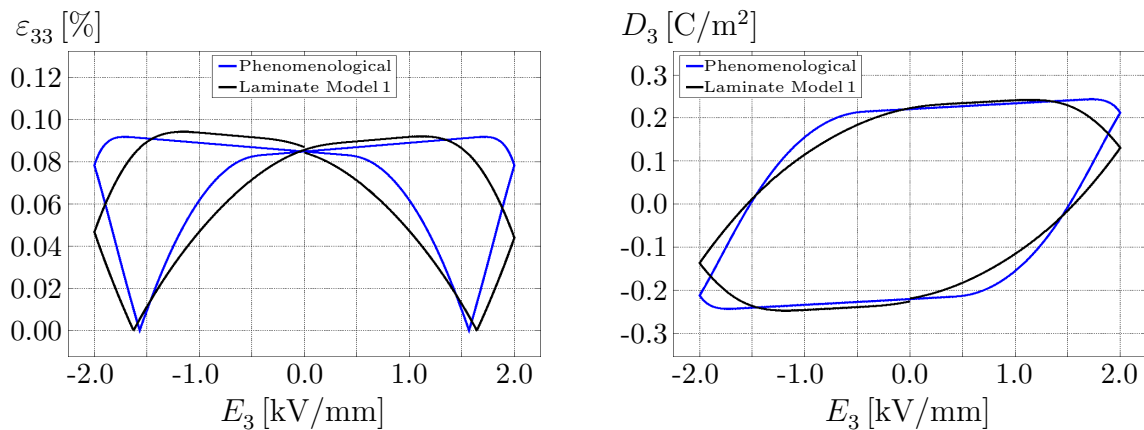 ε₃₃ [%]
Phenomenological
Laminate Model 1
0.12
0.10
0.08
0.06
0.04
0.02
0.00
-2.0 -1.0 0.0 1.0 2.0
E₃ [kV/mm]
D₃ [C/m²]
Phenomenological
Laminate Model 1
0.3
0.2
0.1
0.0
-0.1
-0.2
-0.3
-2.0 -1.0 0.0 1.0 2.0
E₃ [kV/mm]